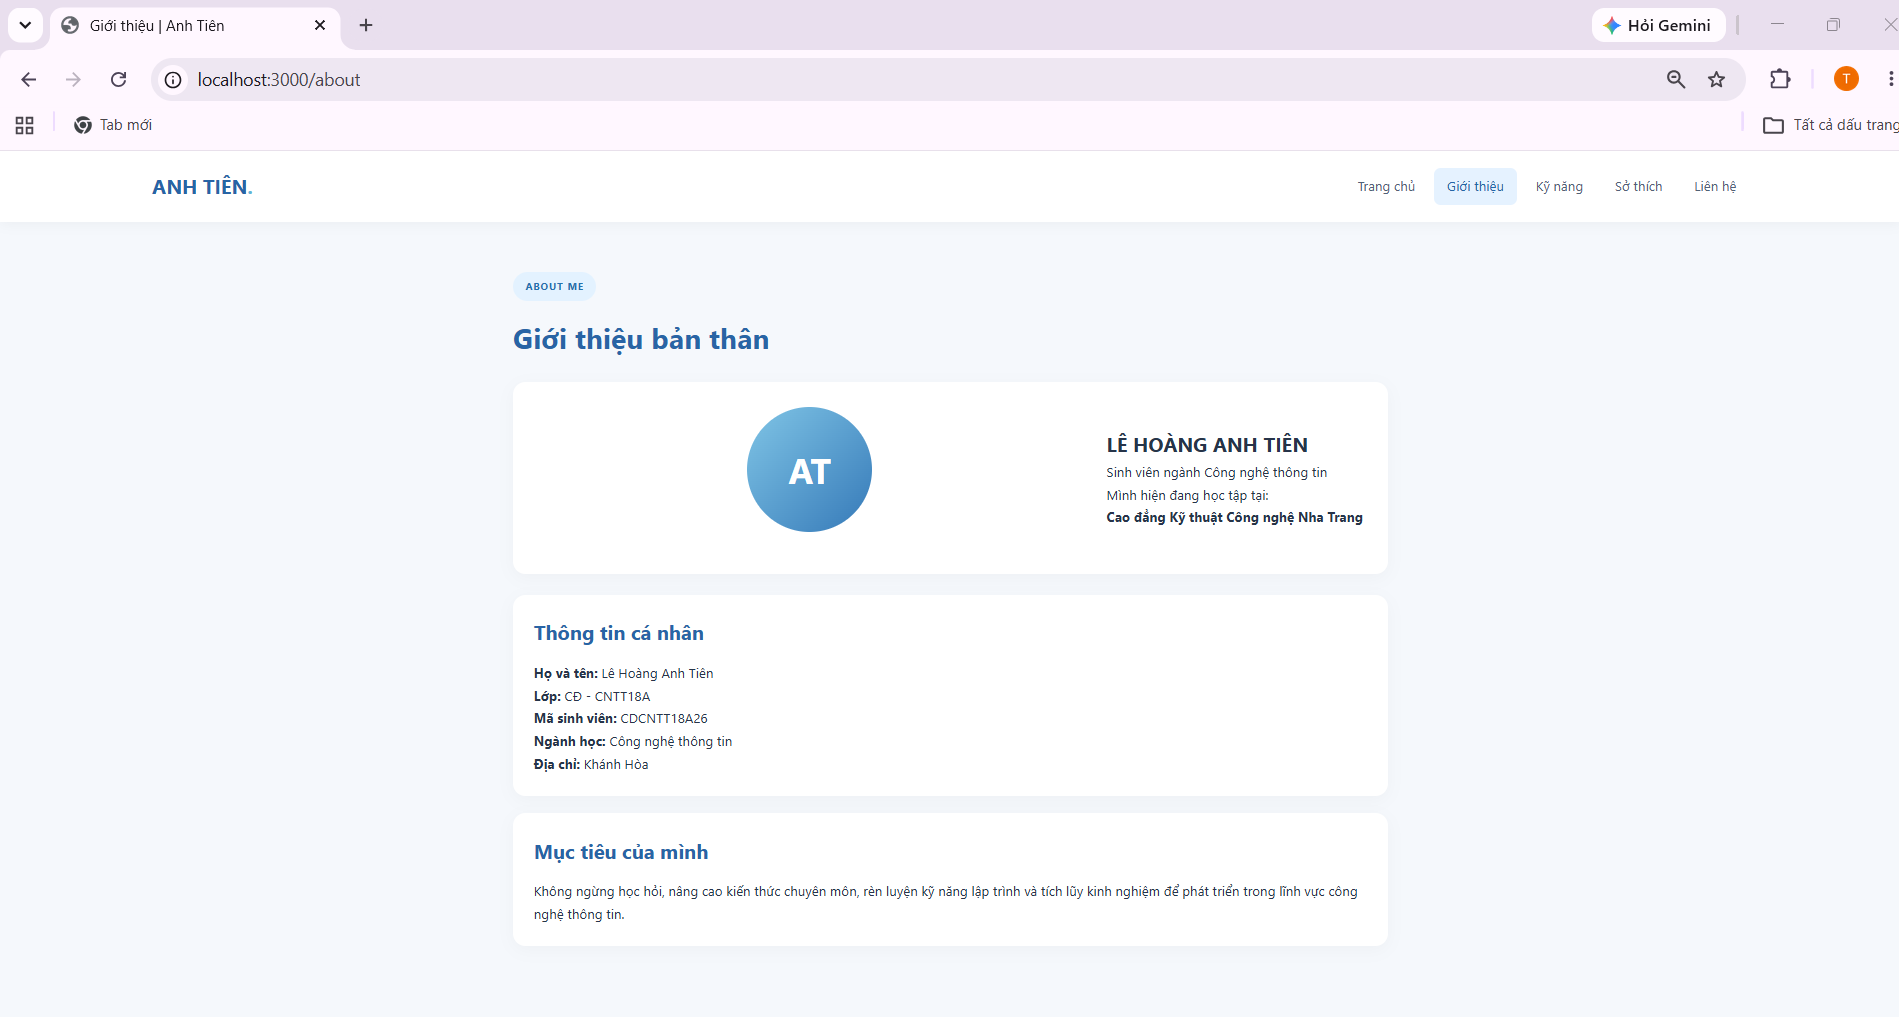 Giới thiệu | Anh Tiên
Hỏi Gemini
localhost:3000/about
T
Tab mới
Tất cả dấu trang
ANH TIÊN.
Trang chủ
Giới thiệu
Kỹ năng
Sở thích
Liên hệ
ABOUT ME
Giới thiệu bản thân
AT
LÊ HOÀNG ANH TIÊN
Sinh viên ngành Công nghệ thông tin
Mình hiện đang học tập tại:
Cao đẳng Kỹ thuật Công nghệ Nha Trang
Thông tin cá nhân
Họ và tên: Lê Hoàng Anh Tiên
Lớp: CĐ - CNTT18A
Mã sinh viên: CDCNTT18A26
Ngành học: Công nghệ thông tin
Địa chỉ: Khánh Hòa
Mục tiêu của mình
Không ngừng học hỏi, nâng cao kiến thức chuyên môn, rèn luyện kỹ năng lập trình và tích lũy kinh nghiệm để phát triển trong lĩnh vực công
nghệ thông tin.